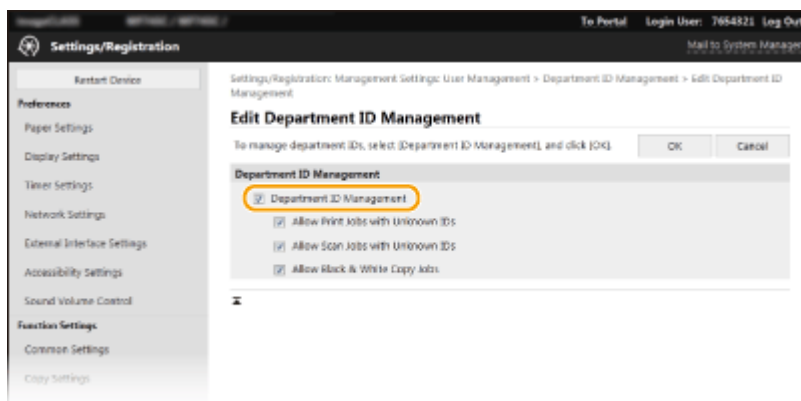 To Portal Login User: 7654321 Log Out
Settings/Registration
Mail to System Manager
Restart Device
Settings/Registration: Management Settings: User Management > Department ID Management > Edit Department ID
Management
Preferences
Edit Department ID Management
Paper Settings
To manage department IDs, select [Department ID Management], and click [OK].
OK
Cancel
Display Settings
Department ID Management
Timer Settings
Department ID Management
Network Settings
Allow Print Jobs with Unknown IDs
External Interface Settings
Allow Scan Jobs with Unknown IDs
Accessibility Settings
Allow Black & White Copy Jobs
Sound Volume Control
Function Settings
Common Settings
Copy Settings